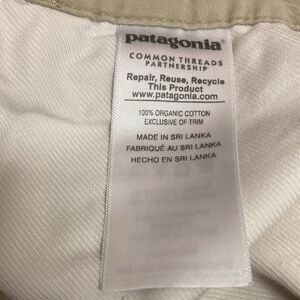 patagonia®
COMMON THREADS
PARTNERSHIP
Repair, Reuse, Recycle
This Product
www.patagonia.com
100% ORGANIC COTTON
EXCLUSIVE OF TRIM
MADE IN SRI LANKA
FABRIQUÉ AU SRI LANKA
HECHO EN SRI LANKA